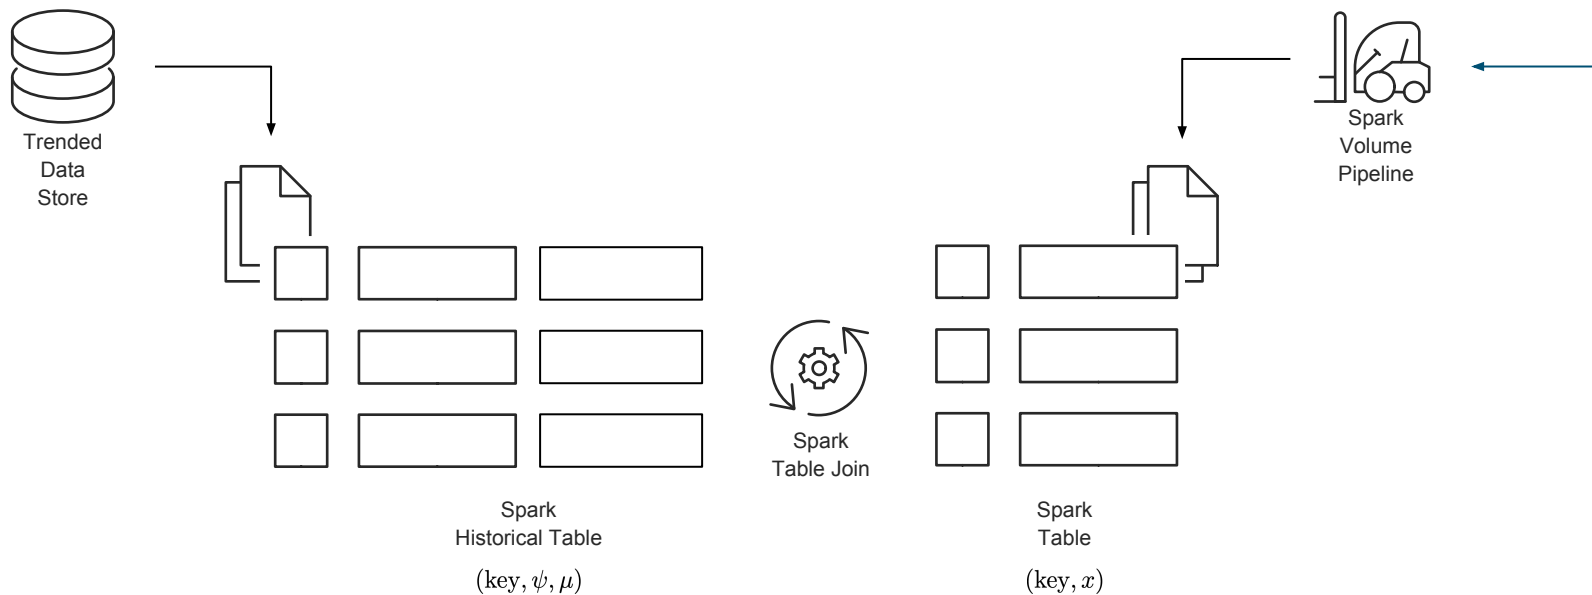 Trended
Data
Store
Spark
Volume
Pipeline
Spark
Table Join
Spark
Historical Table
(key, ψ, μ)
Spark
Table
(key, x)